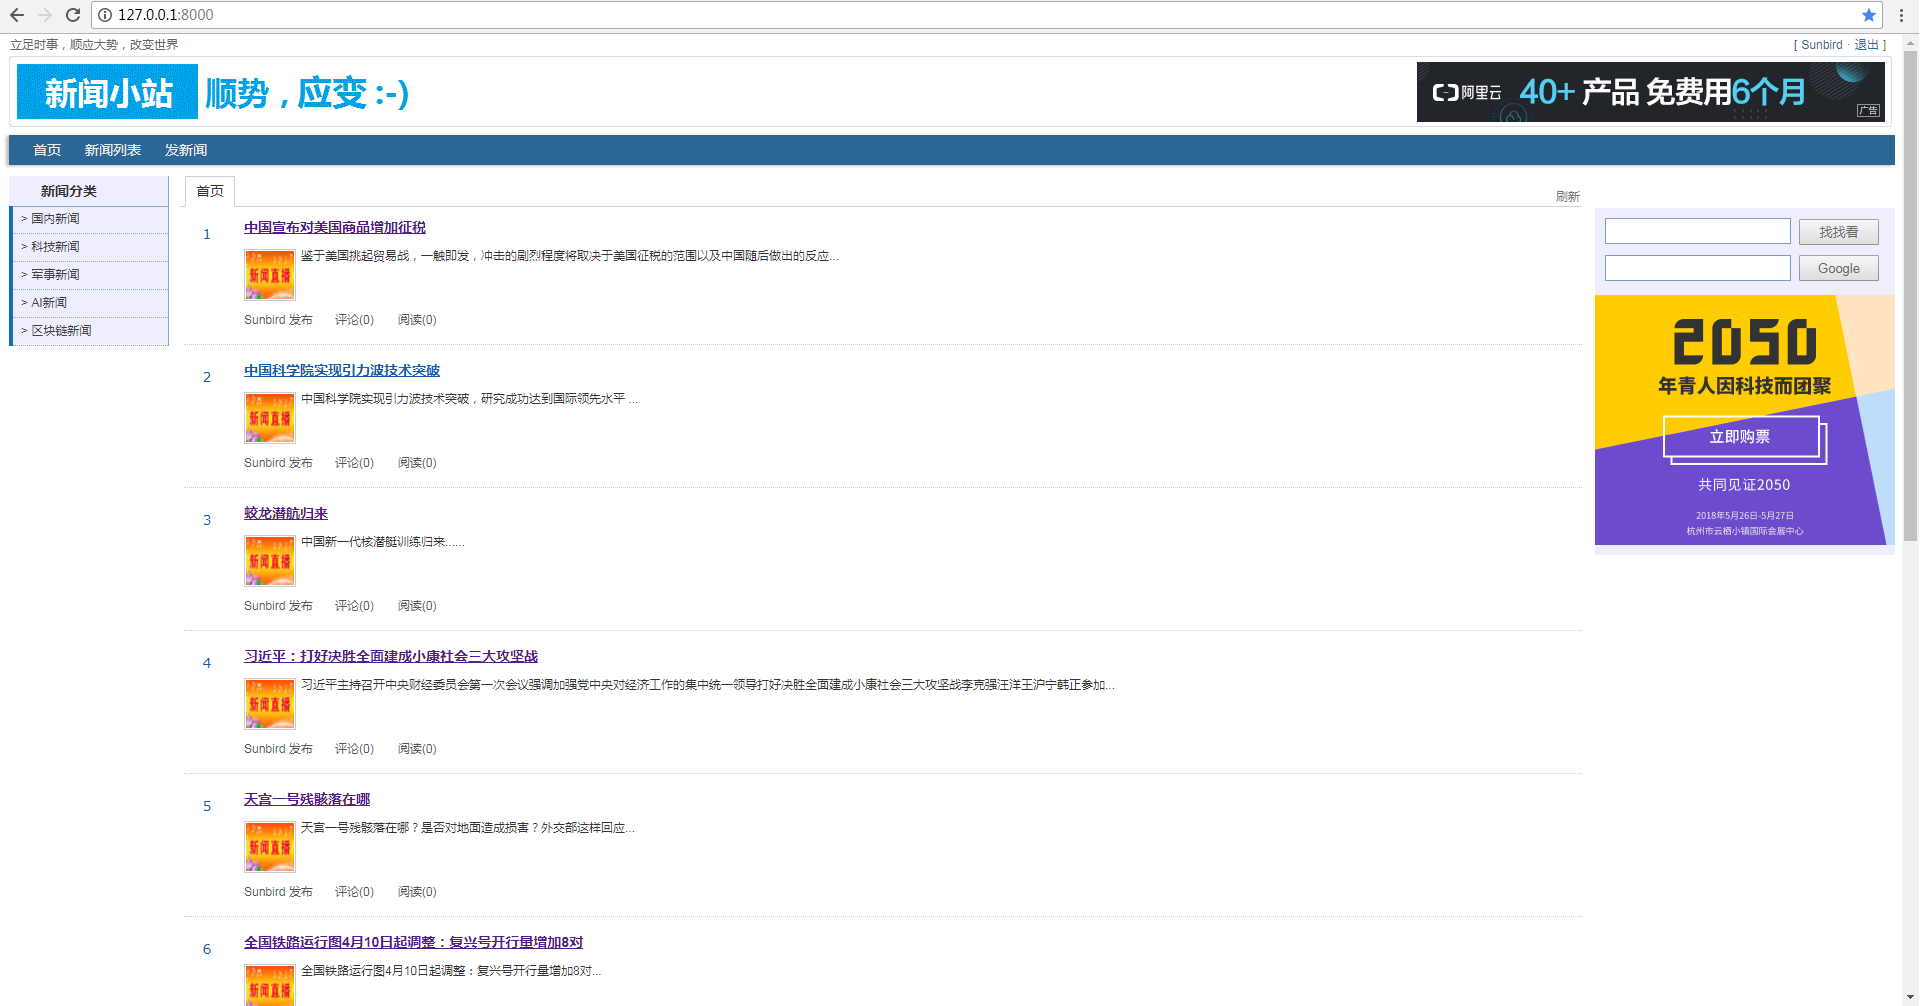 127.0.0.1:8000
立足时事，顺应大势，改变世界
[ Sunbird · 退出 ]
新闻小站 顺势，应变 :-)
阿里云 40+ 产品 免费用6个月
广告
首页 新闻列表 发新闻
新闻分类
> 国内新闻
> 科技新闻
> 军事新闻
> AI新闻
> 区块链新闻
首页
刷新
1
中国宣布对美国商品增加征税
新闻直播
鉴于美国挑起贸易战，一触即发，冲击的剧烈程度将取决于美国征税的范围以及中国随后做出的反应...
Sunbird 发布 评论(0) 阅读(0)
2
中国科学院实现引力波技术突破
新闻直播
中国科学院实现引力波技术突破，研究成功达到国际领先水平 ...
Sunbird 发布 评论(0) 阅读(0)
3
蛟龙潜航归来
新闻直播
中国新一代核潜艇训练归来......
Sunbird 发布 评论(0) 阅读(0)
4
习近平：打好决胜全面建成小康社会三大攻坚战
新闻直播
习近平主持召开中央财经委员会第一次会议强调加强党中央对经济工作的集中统一领导打好决胜全面建成小康社会三大攻坚战李克强汪洋王沪宁韩正参加...
Sunbird 发布 评论(0) 阅读(0)
5
天宫一号残骸落在哪
新闻直播
天宫一号残骸落在哪？是否对地面造成损害？外交部这样回应...
Sunbird 发布 评论(0) 阅读(0)
6
全国铁路运行图4月10日起调整：复兴号开行量增加8对
新闻直播
全国铁路运行图4月10日起调整：复兴号开行量增加8对...
找找看
Google
2050
年青人因科技而团聚
立即购票
共同见证2050
2018年5月26日-5月27日
杭州市云栖小镇国际会展中心